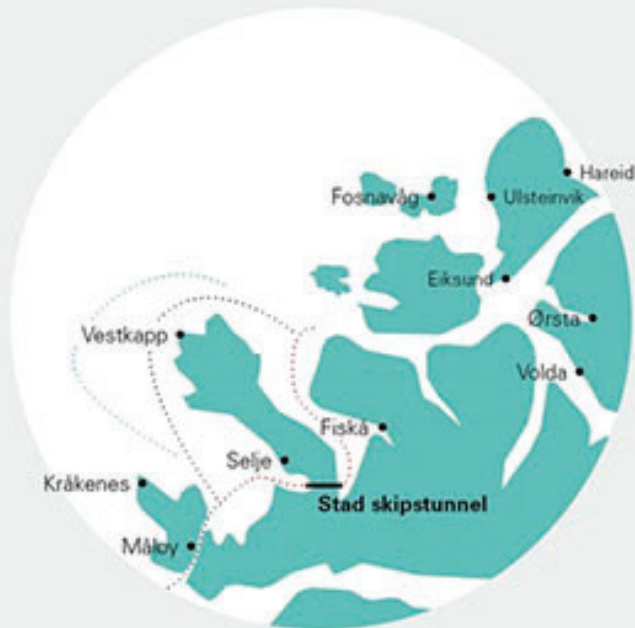 Hareid
Fosnavåg
Ulsteinvik
Eiksund
Ørsta
Vestkapp
Volda
Fiskå
Selje
Kråkenes
Stad skipstunnel
Måløy